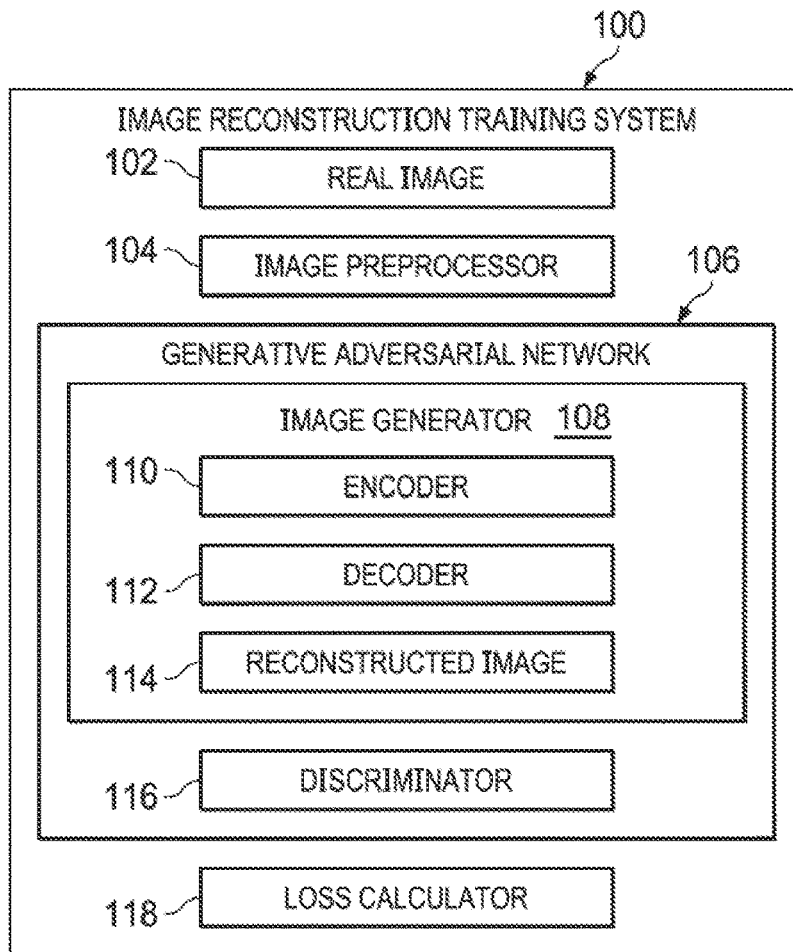 100
IMAGE RECONSTRUCTION TRAINING SYSTEM
102
REAL IMAGE
104
IMAGE PREPROCESSOR
106
GENERATIVE ADVERSARIAL NETWORK
IMAGE GENERATOR 108
110
ENCODER
112
DECODER
114
RECONSTRUCTED IMAGE
116
DISCRIMINATOR
118
LOSS CALCULATOR